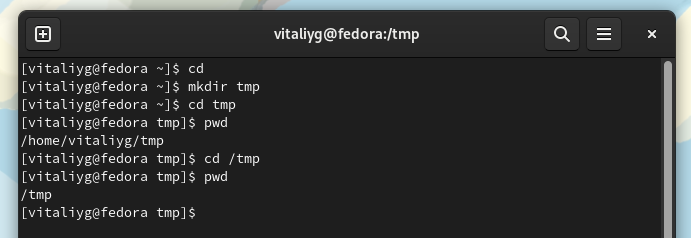 vitaliyg@fedora:/tmp
[vitaliyg@fedora ~]$ cd
[vitaliyg@fedora ~]$ mkdir tmp
[vitaliyg@fedora ~]$ cd tmp
[vitaliyg@fedora tmp]$ pwd
/home/vitaliyg/tmp
[vitaliyg@fedora tmp]$ cd /tmp
[vitaliyg@fedora tmp]$ pwd
/tmp
[vitaliyg@fedora tmp]$